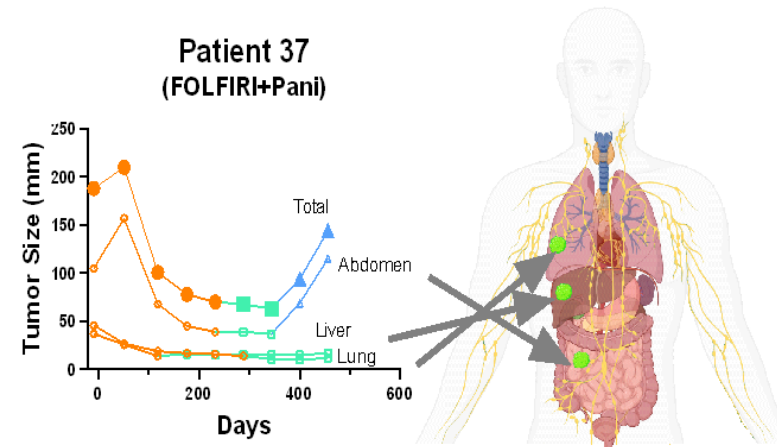 Patient 37
(FOLFIRI+Pani)
250
200
150
100
50
0
Tumor Size (mm)
Total
Abdomen
Liver
Lung
0
200
400
600
Days